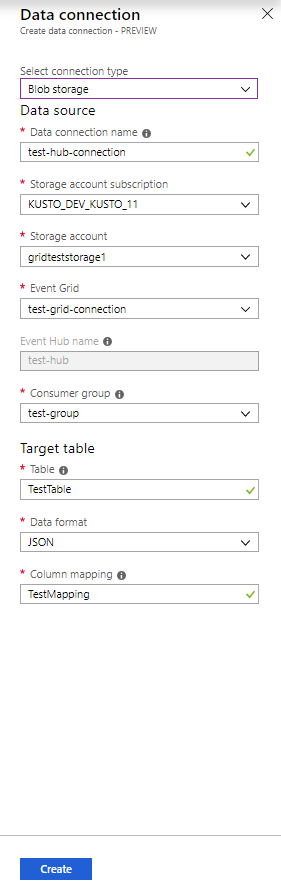 Data connection
Create data connection - PREVIEW
Select connection type
Blob storage
Data source
* Data connection name
test-hub-connection
* Storage account subscription
KUSTO_DEV_KUSTO_11
* Storage account
gridteststorage1
* Event Grid
test-grid-connection
Event Hub name
test-hub
* Consumer group
test-group
Target table
* Table
TestTable
* Data format
JSON
* Column mapping
TestMapping
Create